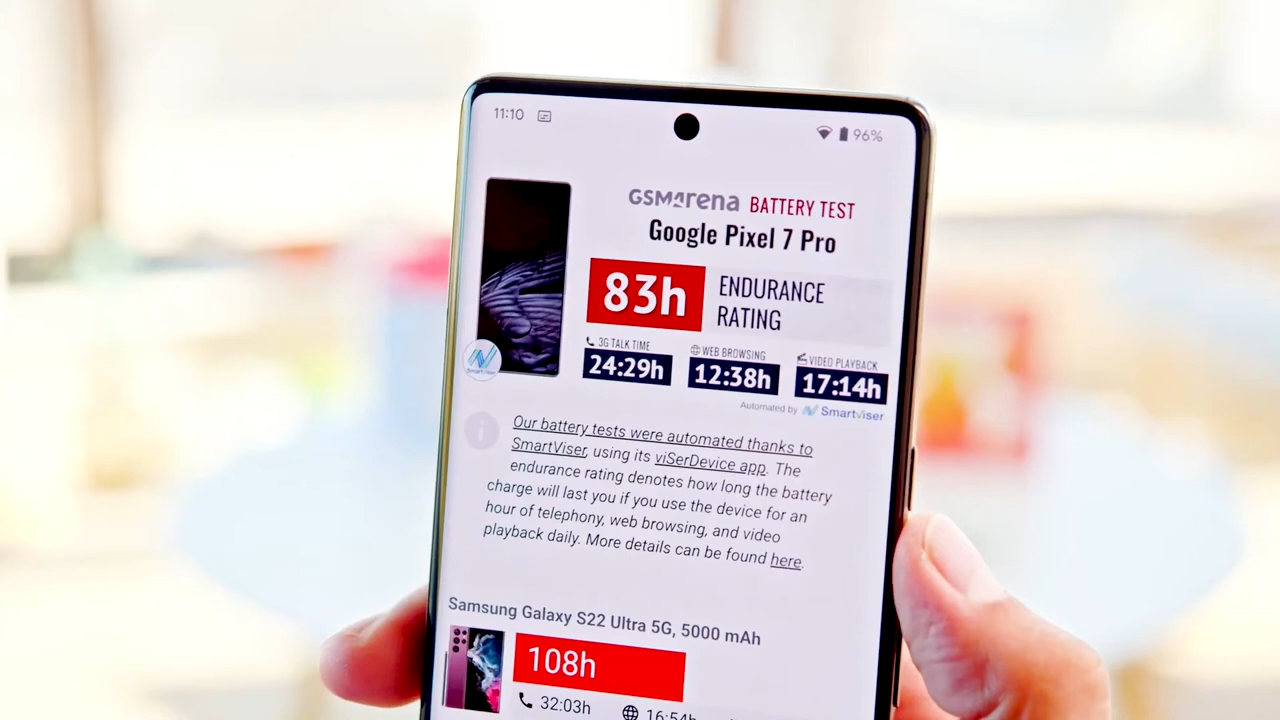 11:10
96%
GSMarena BATTERY TEST
Google Pixel 7 Pro
83h
ENDURANCE
RATING
3G TALK TIME
24:29h
WEB BROWSING
12:38h
VIDEO PLAYBACK
17:14h
SmartViser
Automated by Smartviser
Our battery tests were automated thanks to
SmartViser, using its viSerDevice app. The
endurance rating denotes how long the battery
charge will last you if you use the device for an
hour of telephony, web browsing, and video
playback daily. More details can be found here.
Samsung Galaxy S22 Ultra 5G, 5000 mAh
108h
32:03h
16:54h